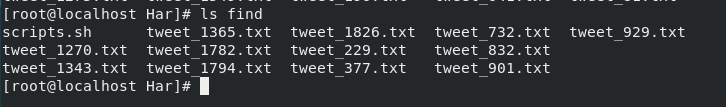 [root@localhost Har]# ls find
scripts.sh tweet_1365.txt tweet_1826.txt tweet_732.txt tweet_929.txt
tweet_1270.txt tweet_1782.txt tweet_229.txt tweet_832.txt
tweet_1343.txt tweet_1794.txt tweet_377.txt tweet_901.txt
[root@localhost Har]#